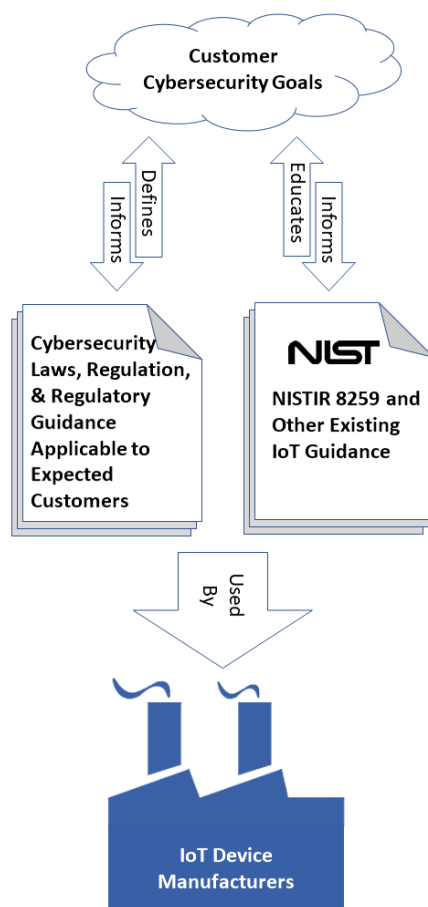 Customer
Cybersecurity Goals
Informs
Defines
Educates
Informs
Cybersecurity
Laws, Regulation,
& Regulatory
Guidance
Applicable to
Expected
Customers
NIST
NISTIR 8259 and
Other Existing
IoT Guidance
Used
By
IoT Device
Manufacturers